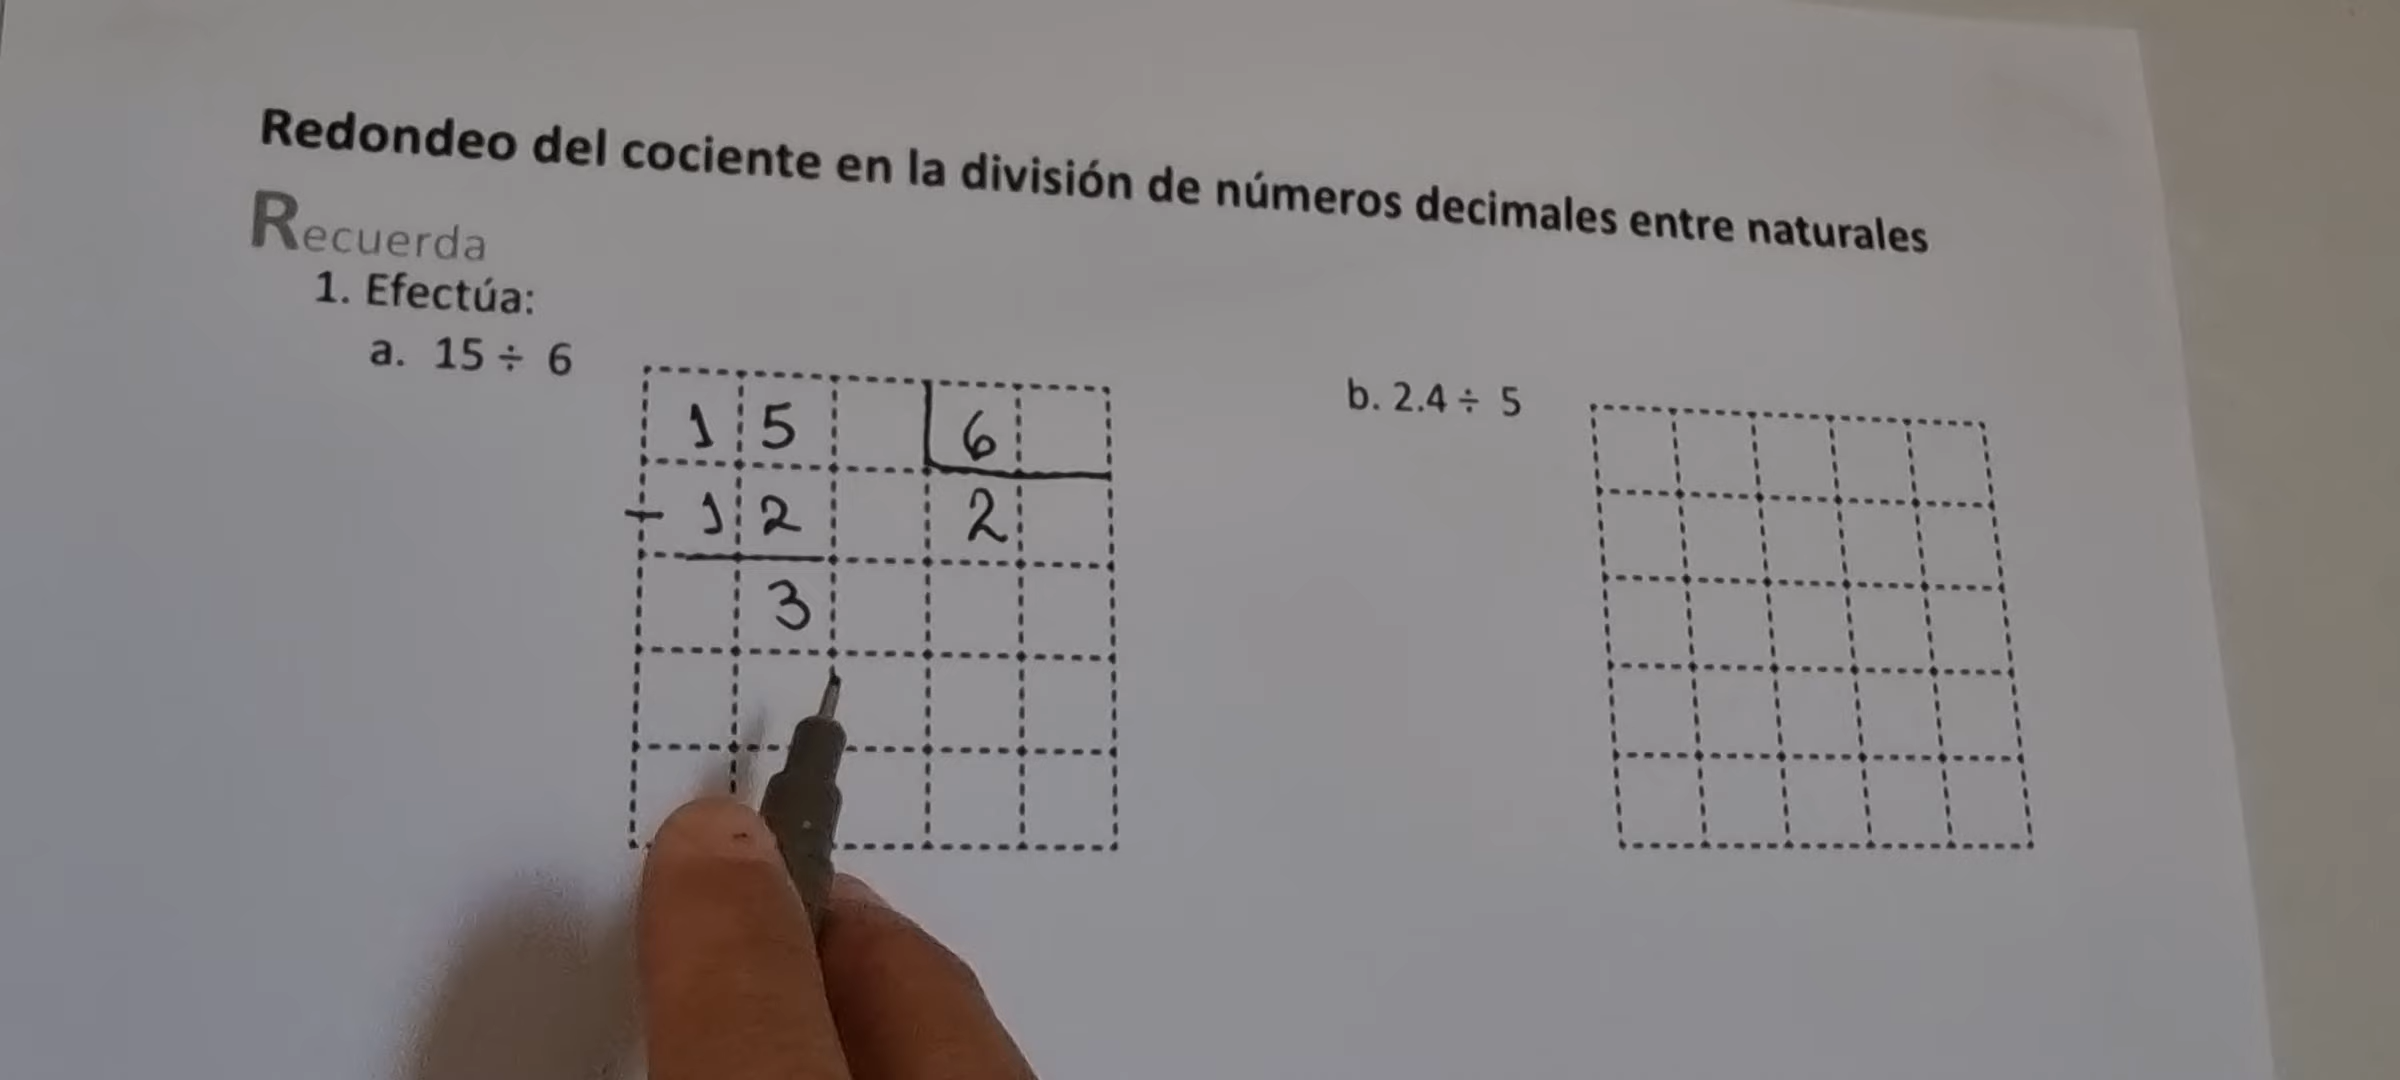 Redondeo del cociente en la división de números decimales entre naturales
Recuerda
1. Efectúa:
a. 15 ÷ 6
15 6
- 12 2
3
b. 2.4 ÷ 5